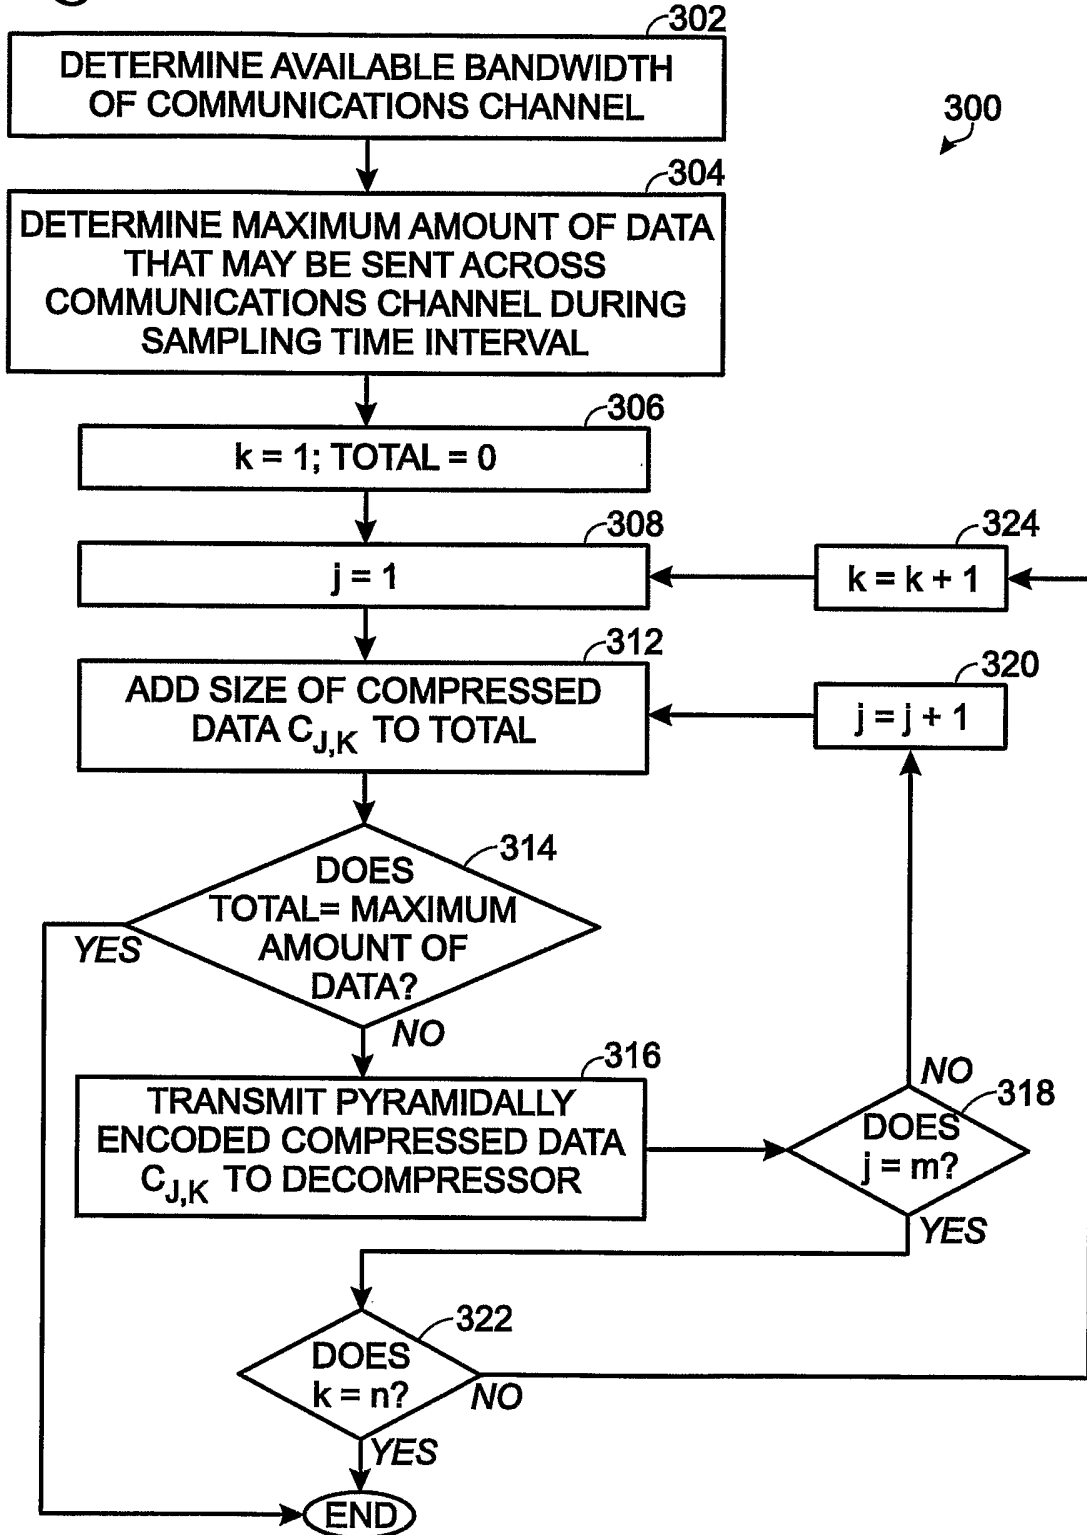 302
DETERMINE AVAILABLE BANDWIDTH
OF COMMUNICATIONS CHANNEL
300
304
DETERMINE MAXIMUM AMOUNT OF DATA
THAT MAY BE SENT ACROSS
COMMUNICATIONS CHANNEL DURING
SAMPLING TIME INTERVAL
306
k = 1; TOTAL = 0
308
j = 1
324
k = k + 1
312
ADD SIZE OF COMPRESSED
DATA C_J,K TO TOTAL
320
j = j + 1
314
DOES
TOTAL= MAXIMUM
AMOUNT OF
DATA?
YES
NO
316
TRANSMIT PYRAMIDALLY
ENCODED COMPRESSED DATA
C_J,K TO DECOMPRESSOR
NO
318
DOES
j = m?
YES
322
DOES
k = n?
NO
YES
END